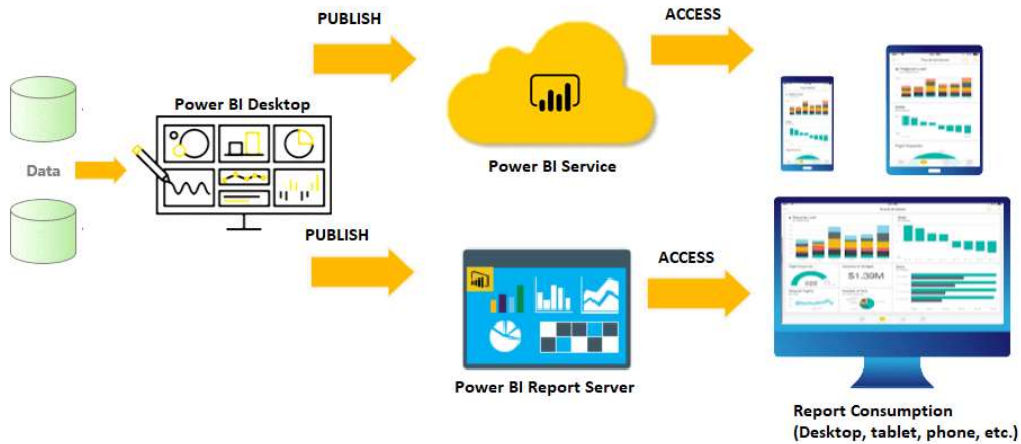 PUBLISH
ACCESS
Power BI Desktop
Data
Power BI Service
PUBLISH
ACCESS
$1.39M
Power BI Report Server
Report Consumption
(Desktop, tablet, phone, etc.)